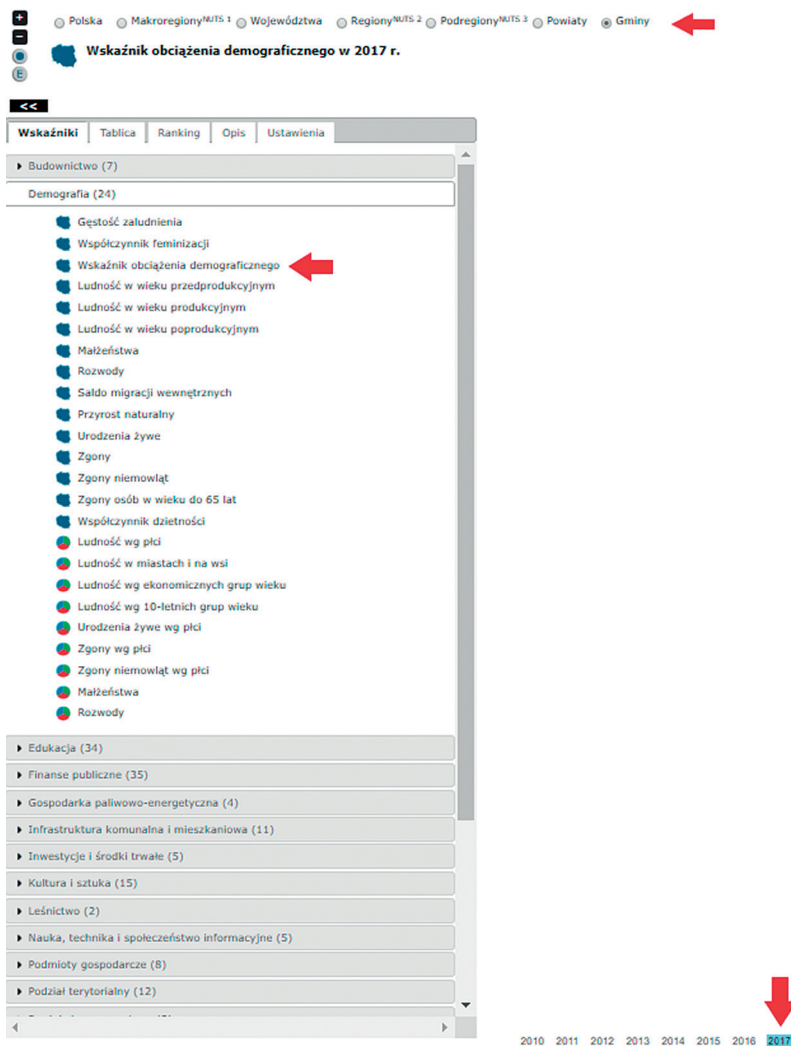 Polska MakroregionyNUTS 1 Województwa RegionyNUTS 2 PodregionyNUTS 3 Powiaty Gminy
Wskaźnik obciążenia demograficznego w 2017 r.
E
<<
Wskaźniki Tablica Ranking Opis Ustawienia
Budownictwo (7)
Demografia (24)
Gęstość zaludnienia
Współczynnik feminizacji
Wskaźnik obciążenia demograficznego
Ludność w wieku przedprodukcyjnym
Ludność w wieku produkcyjnym
Ludność w wieku poprodukcyjnym
Małżeństwa
Rozwody
Saldo migracji wewnętrznych
Przyrost naturalny
Urodzenia żywe
Zgony
Zgony niemowląt
Zgony osób w wieku do 65 lat
Współczynnik dzietności
Ludność wg płci
Ludność w miastach i na wsi
Ludność wg ekonomicznych grup wieku
Ludność wg 10-letnich grup wieku
Urodzenia żywe wg płci
Zgony wg płci
Zgony niemowląt wg płci
Małżeństwa
Rozwody
Edukacja (34)
Finanse publiczne (35)
Gospodarka paliwowo-energetyczna (4)
Infrastruktura komunalna i mieszkaniowa (11)
Inwestycje i środki trwałe (5)
Kultura i sztuka (15)
Leśnictwo (2)
Nauka, technika i społeczeństwo informacyjne (5)
Podmioty gospodarcze (8)
Podział terytorialny (12)
2010 2011 2012 2013 2014 2015 2016 2017